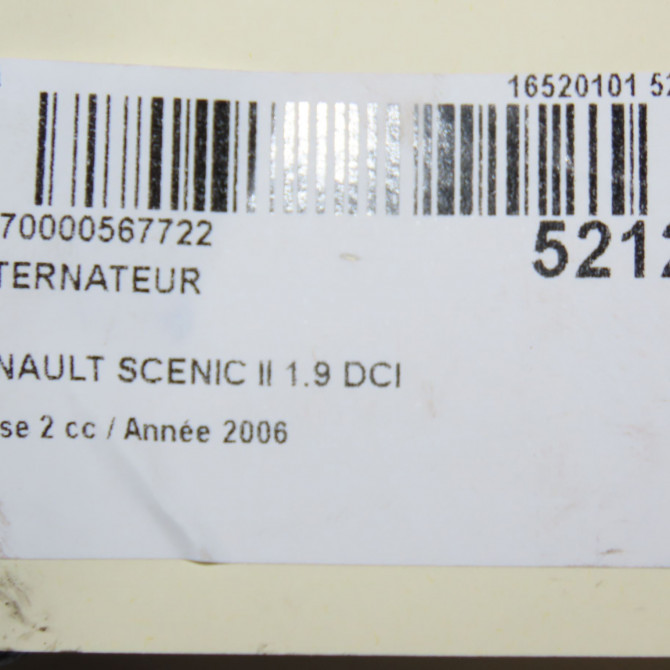 16520101 52
70000567722
5212
TERNATEUR
NAULT SCENIC II 1.9 DCI
se 2 cc / Année 2006